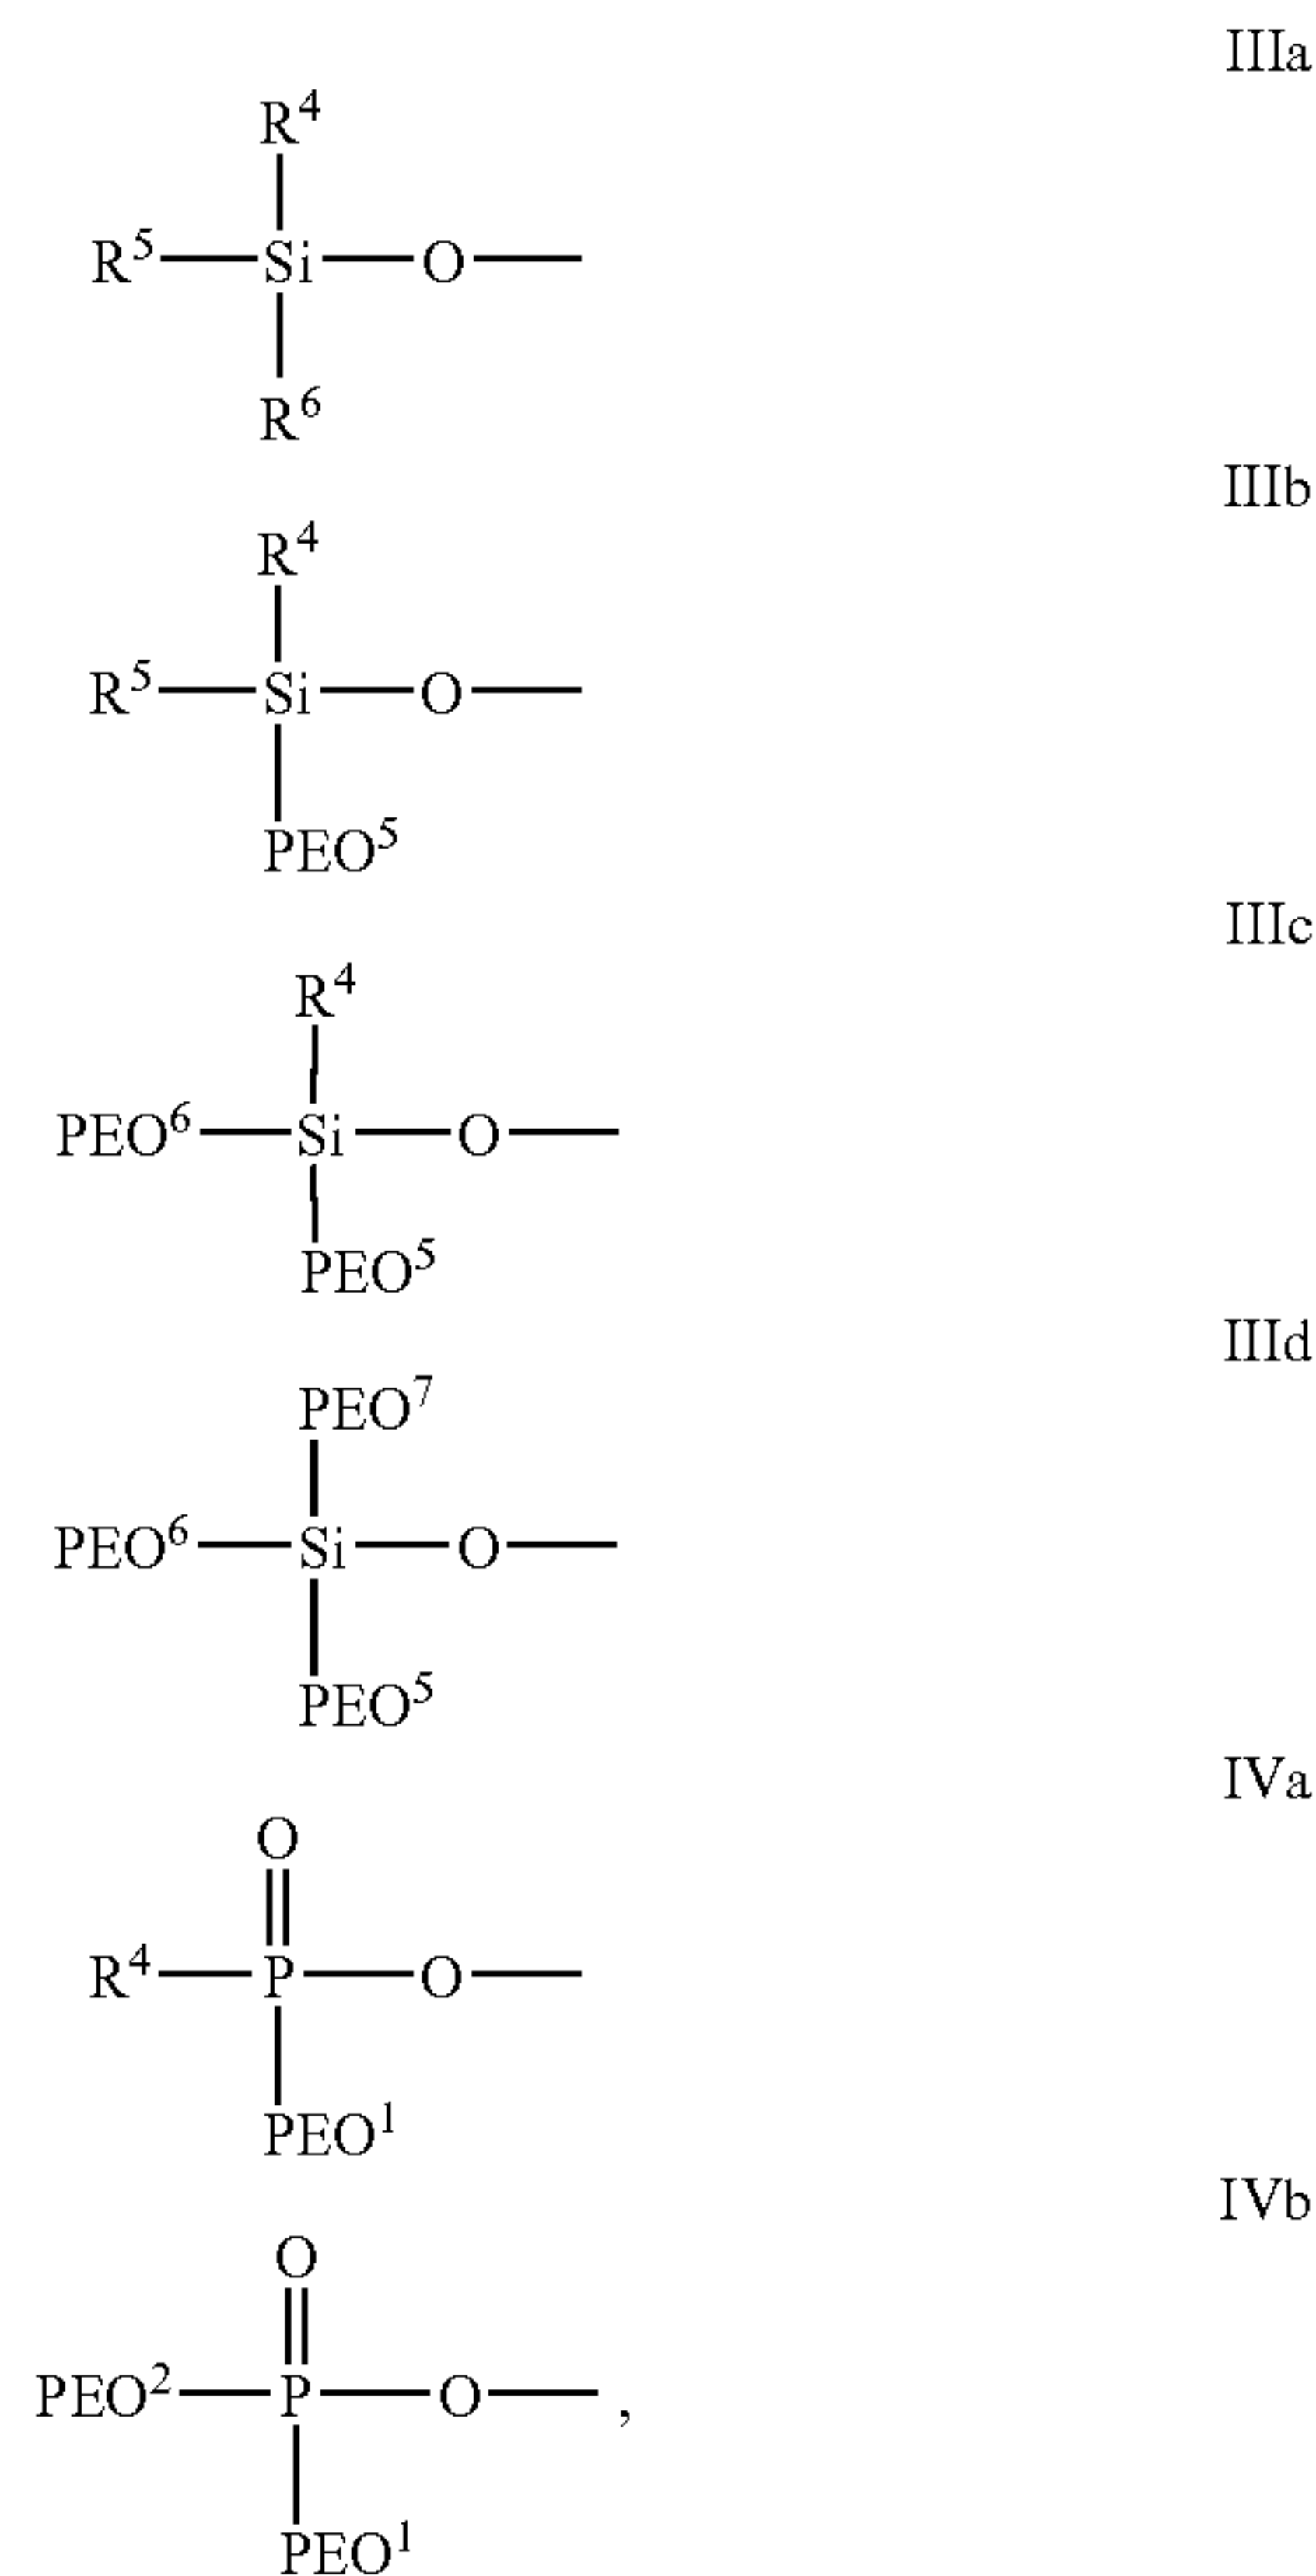 IIIa
R⁴
R⁵ Si O
R⁶
IIIb
R⁴
R⁵ Si O
PEO⁵
IIIc
R⁴
PEO⁶ Si O
PEO⁵
IIId
PEO⁷
PEO⁶ Si O
PEO⁵
IVa
O
R⁴ P O
PEO¹
IVb
O
PEO² P O ,
PEO¹